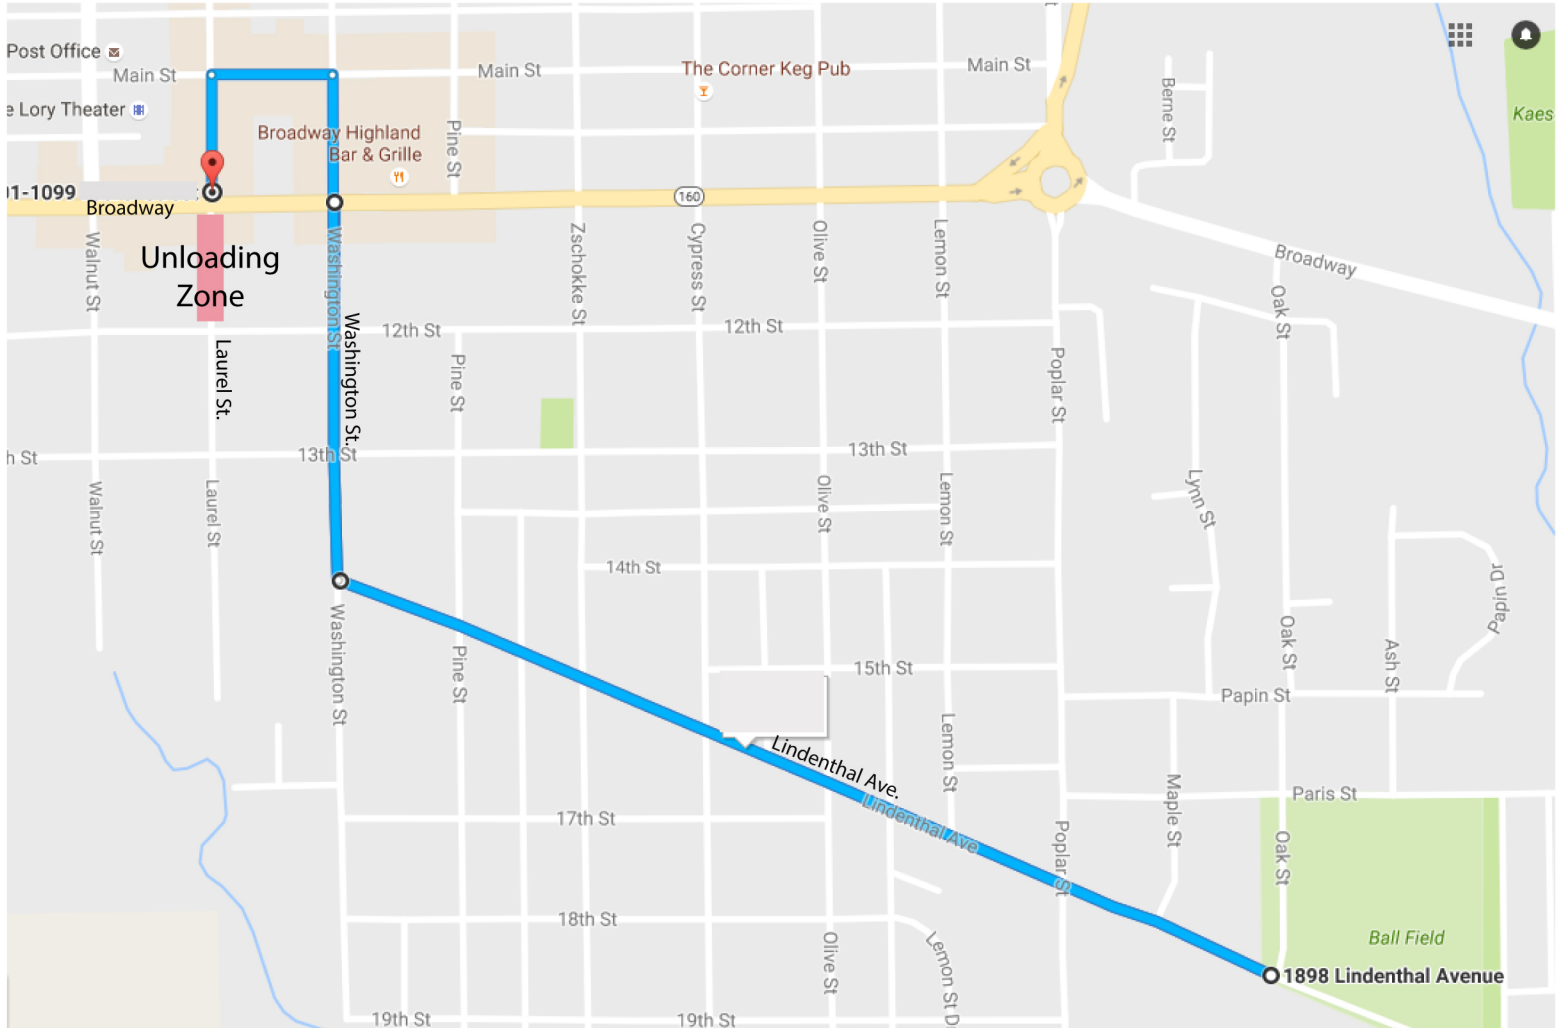 Post Office
Main St
Main St
The Corner Keg Pub
Main St
Berne St
Kaes
e Lory Theater
Broadway Highland
Bar & Grille
Pine St
01-1099
Broadway
160
Unloading
Zone
Walnut St
Washington St
Zschokke St
Cypress St
Olive St
Lemon St
Broadway
Oak St
12th St
12th St
Laurel St.
Washington St.
Pine St
Poplar St
h St
13th St
13th St
Walnut St
Laurel St
Olive St
Lemon St
Lynn St
14th St
Papin Dr
Washington St
Pine St
15th St
Oak St
Ash St
Papin St
Lindenthal Ave.
Lemon St
Lindenthal Ave
Maple St
Paris St
17th St
Poplar St
Oak St
18th St
Olive St
Lemon St D
Ball Field
1898 Lindenthal Avenue
19th St
19th St